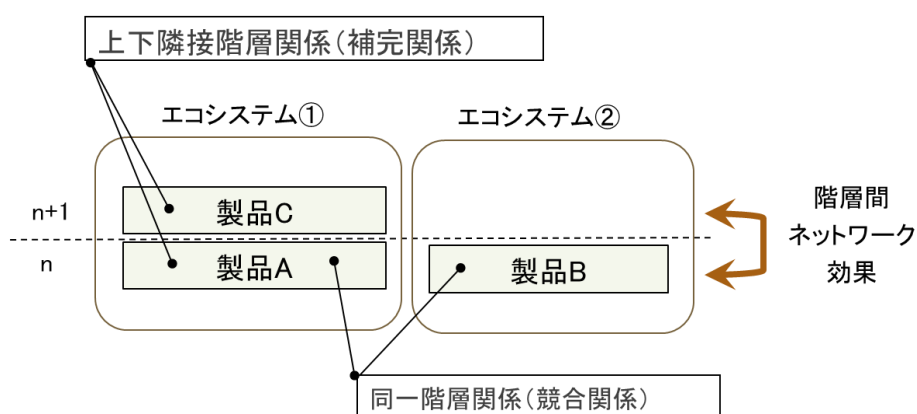 上下隣接階層関係（補完関係）
エコシステム①
エコシステム②
n+1
製品C
n
製品A
製品B
階層間
ネットワーク
効果
同一階層関係（競合関係）